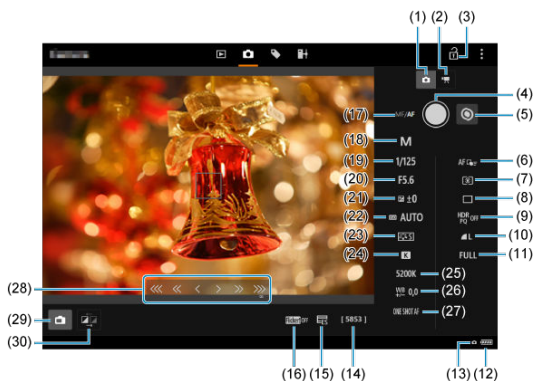 (1) (2) (3)
(4)
(17) MF/AF (5)
(18) M
(19) 1/125 AF (6)
(20) F5.6 (7)
(21) ±0 (8)
(22) AUTO HDR PQ OFF (9)
(23) L (10)
(24) K FULL (11)
5200K (25)
(28) WB +/- 0,0 (26)
(29) ONE SHOT AF (27)
OFF [ 5853 ]
(30)
(16) (15) (14) (13) (12)